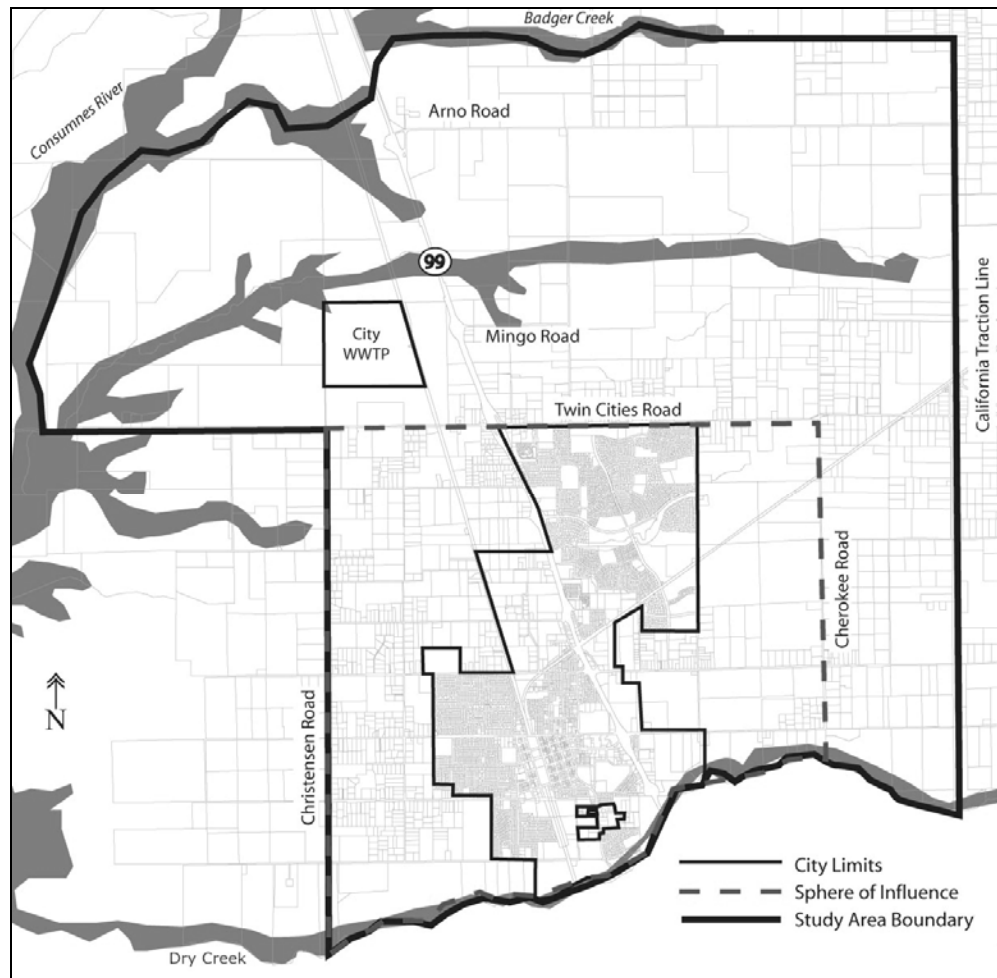 Badger Creek
Consumnes River
Arno Road
99
California Traction Line
City
WWTP
Mingo Road
Twin Cities Road
Cherokee Road
N
Christensen Road
City Limits
Sphere of Influence
Study Area Boundary
Dry Creek